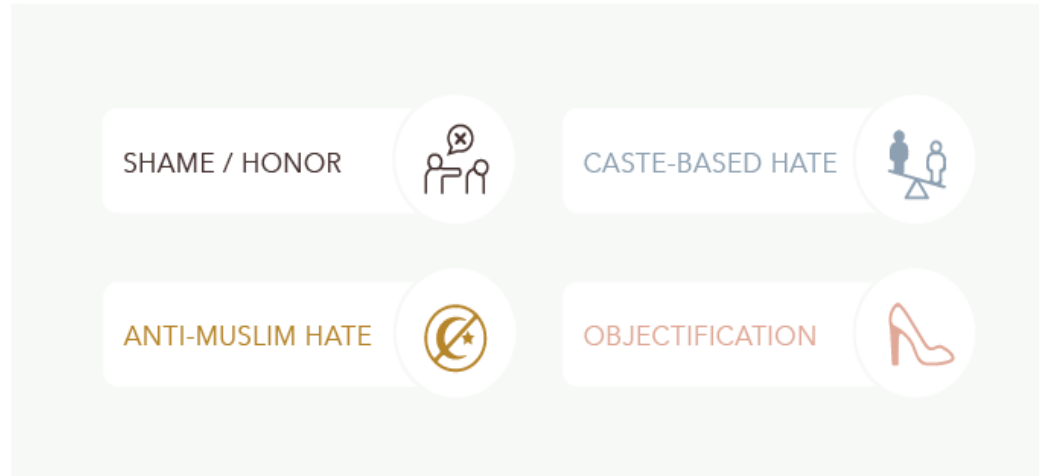 SHAME / HONOR
CASTE-BASED HATE
ANTI-MUSLIM HATE
OBJECTIFICATION